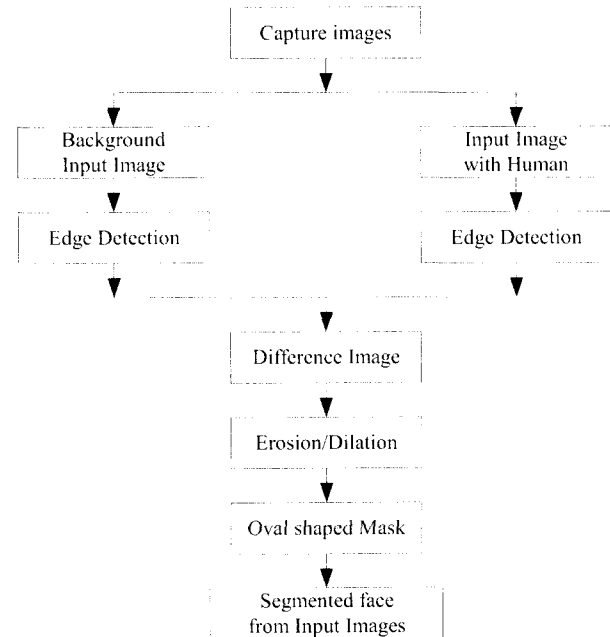 Capture images
Background
Input Image
Input Image
with Human
Edge Detection
Edge Detection
Difference Image
Erosion/Dilation
Oval shaped Mask
Segmented face
from Input Images